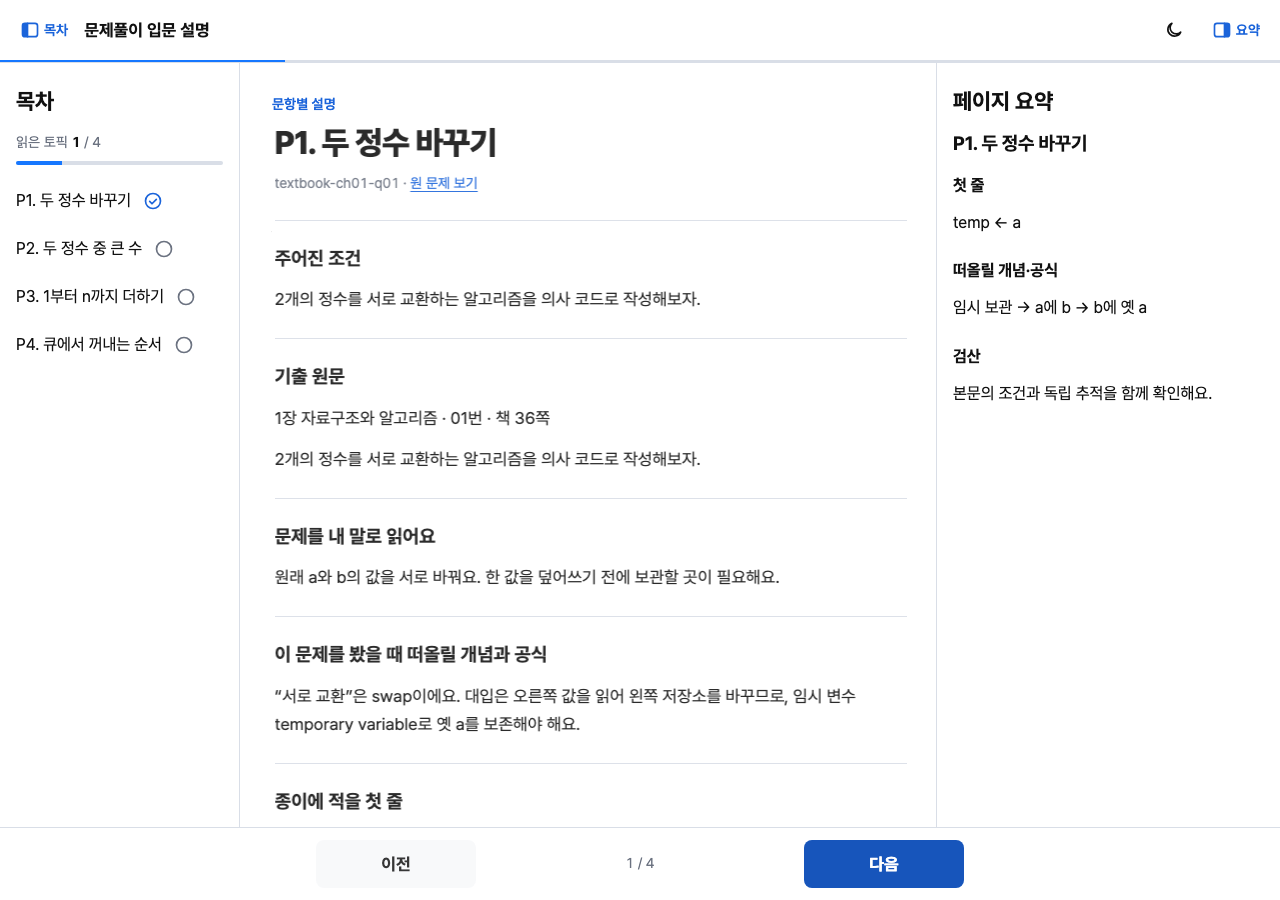 목차
문제풀이 입문 설명
요약
목차
읽은 토픽 1 / 4
P1. 두 정수 바꾸기
P2. 두 정수 중 큰 수
P3. 1부터 n까지 더하기
P4. 큐에서 꺼내는 순서
문항별 설명
P1. 두 정수 바꾸기
textbook-ch01-q01 · 원 문제 보기
주어진 조건
2개의 정수를 서로 교환하는 알고리즘을 의사 코드로 작성해보자.
기출 원문
1장 자료구조와 알고리즘 · 01번 · 책 36쪽
2개의 정수를 서로 교환하는 알고리즘을 의사 코드로 작성해보자.
문제를 내 말로 읽어요
원래 a와 b의 값을 서로 바꿔요. 한 값을 덮어쓰기 전에 보관할 곳이 필요해요.
이 문제를 봤을 때 떠올릴 개념과 공식
“서로 교환”은 swap이에요. 대입은 오른쪽 값을 읽어 왼쪽 저장소를 바꾸므로, 임시 변수
temporary variable로 옛 a를 보존해야 해요.
종이에 적을 첫 줄
페이지 요약
P1. 두 정수 바꾸기
첫 줄
temp ← a
떠올릴 개념·공식
임시 보관 → a에 b → b에 옛 a
검산
본문의 조건과 독립 추적을 함께 확인해요.
이전
1 / 4
다음